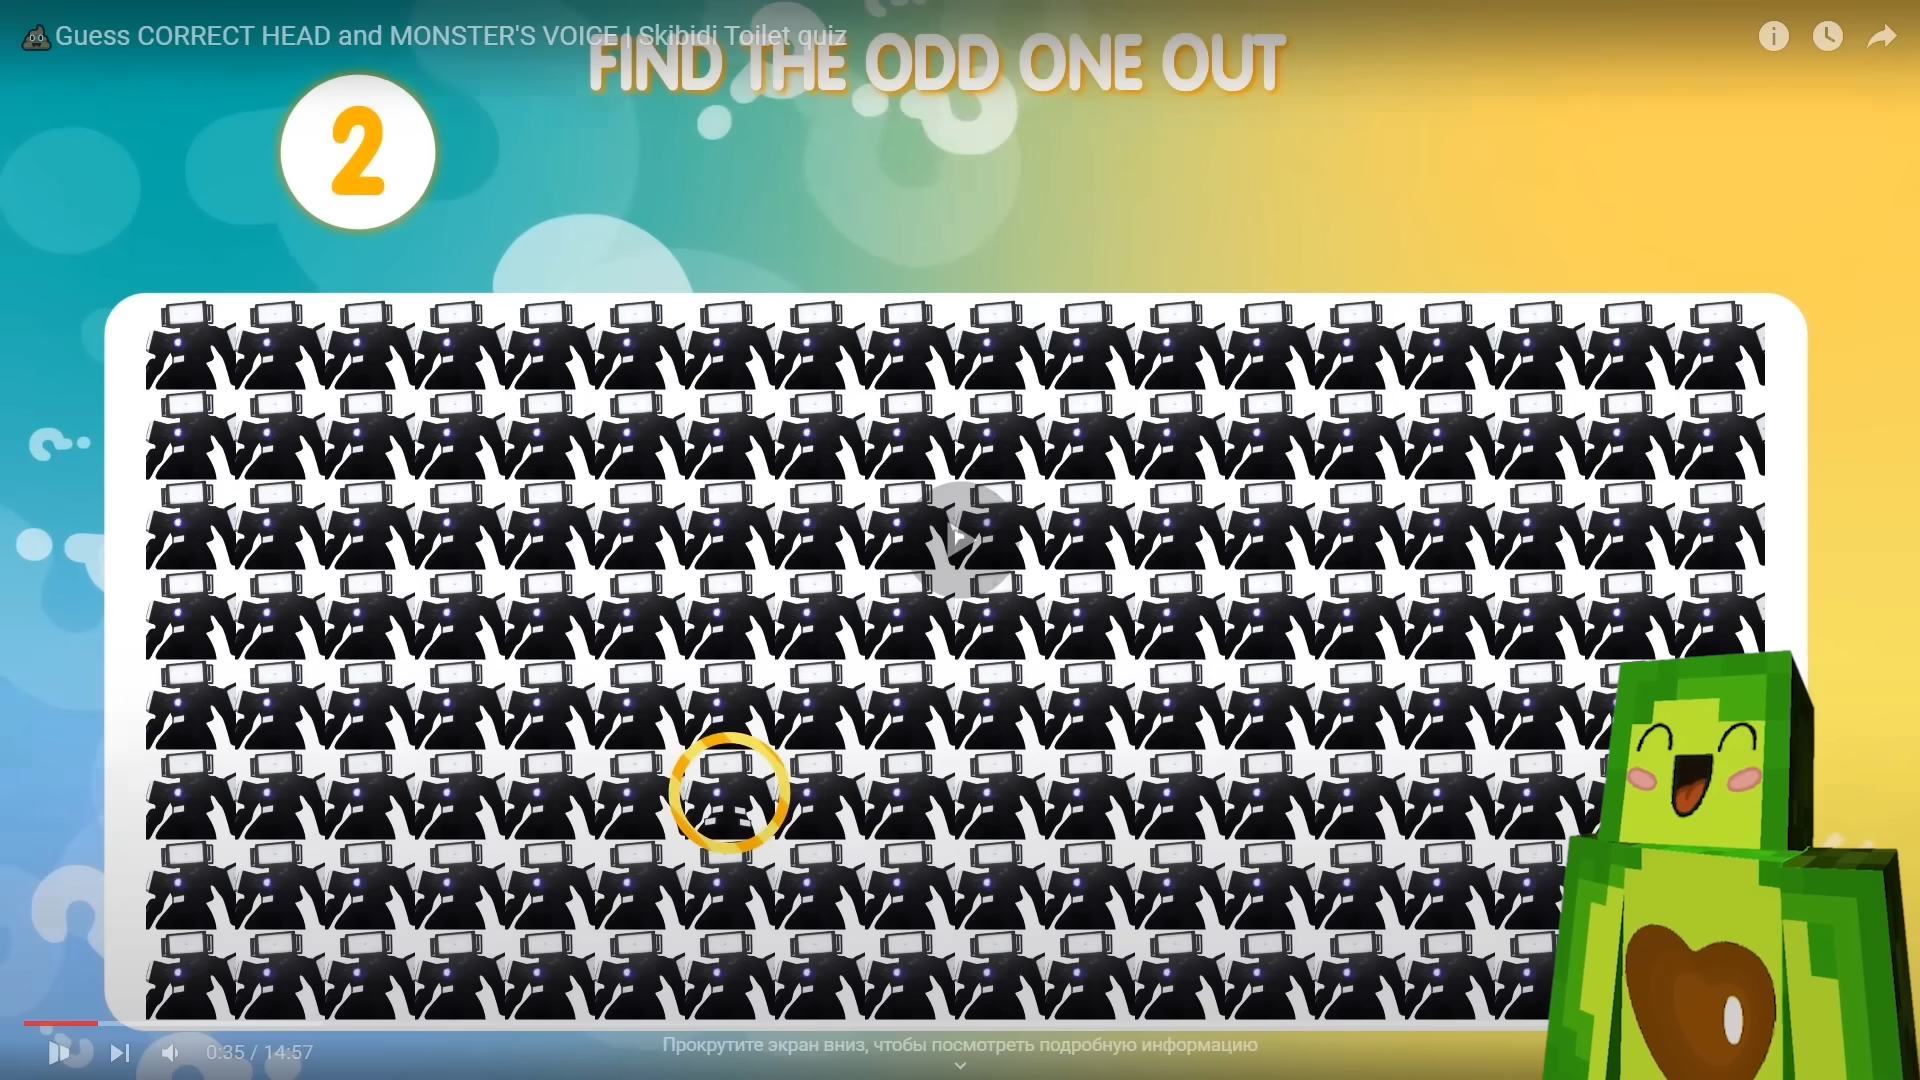 💩Guess CORRECT HEAD and MONSTER'S VOICE | Skibidi Toilet quiz
FIND THE ODD ONE OUT
2
0:35 / 14:57
Прокрутите экран вниз, чтобы посмотреть подробную информацию